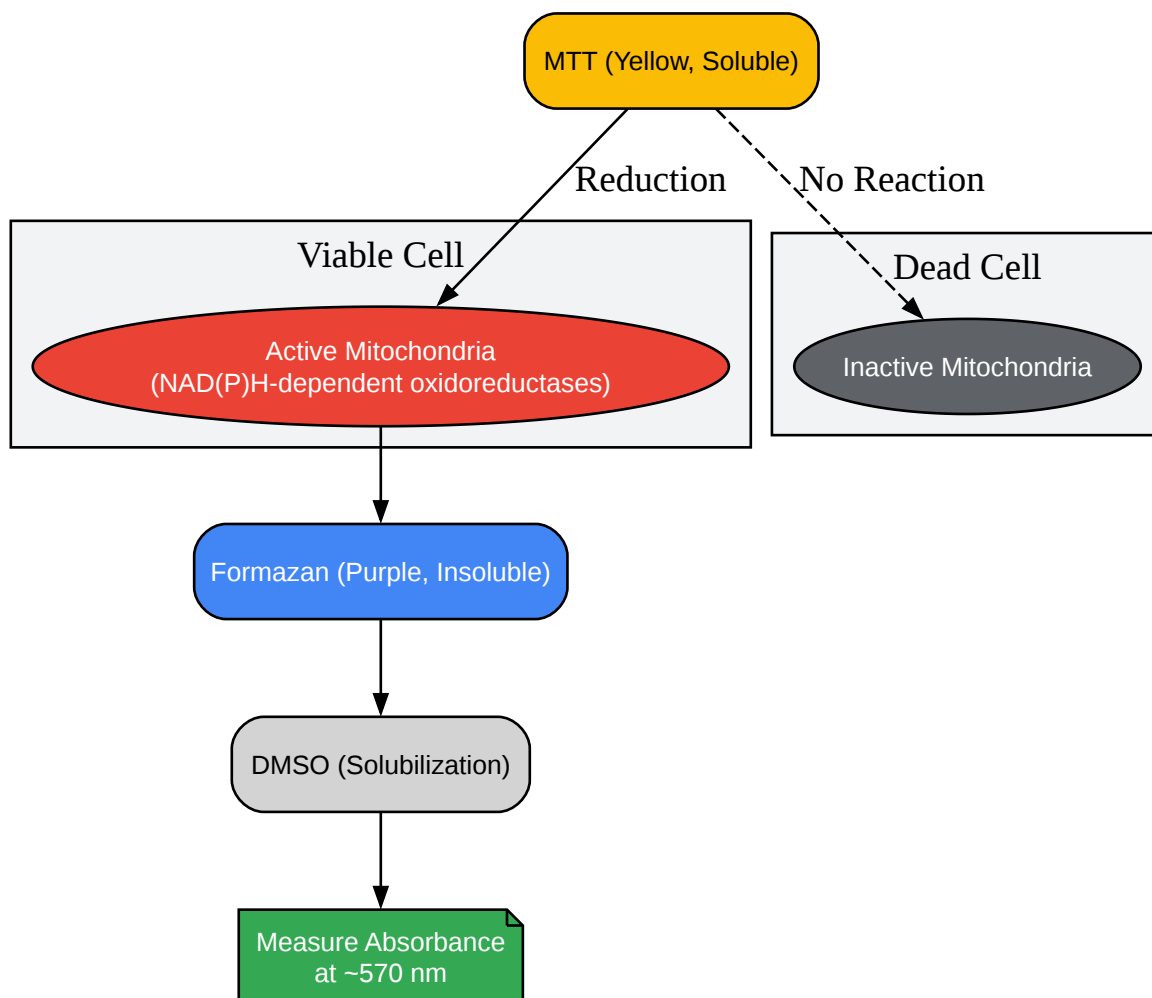 MTT (Yellow, Soluble)
Reduction
No Reaction
Viable Cell
Dead Cell
Active Mitochondria
(NAD(P)H-dependent oxidoreductases)
Inactive Mitochondria
Formazan (Purple, Insoluble)
DMSO (Solubilization)
Measure Absorbance
at ~570 nm